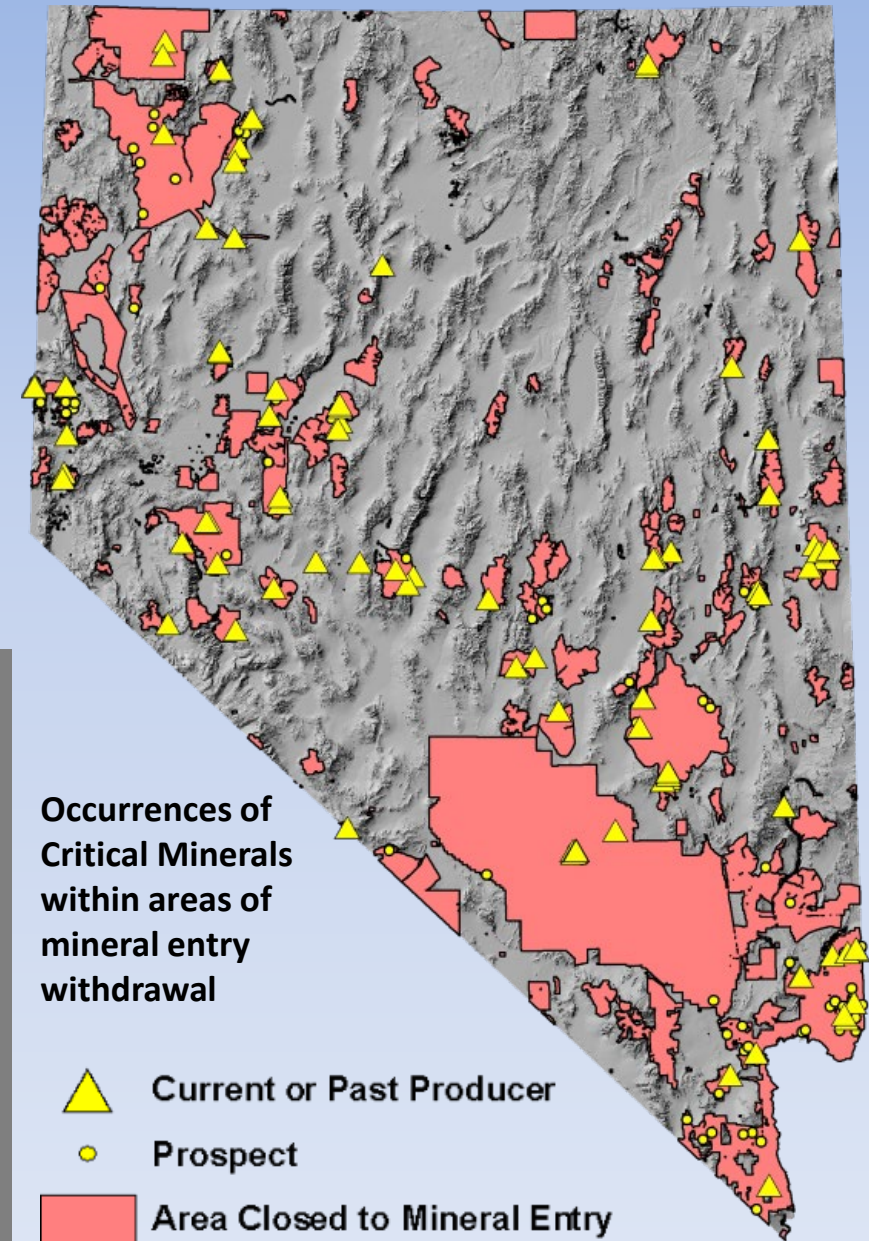 Occurrences of
Critical Minerals
within areas of
mineral entry
withdrawal
Current or Past Producer
Prospect
Area Closed to Mineral Entry